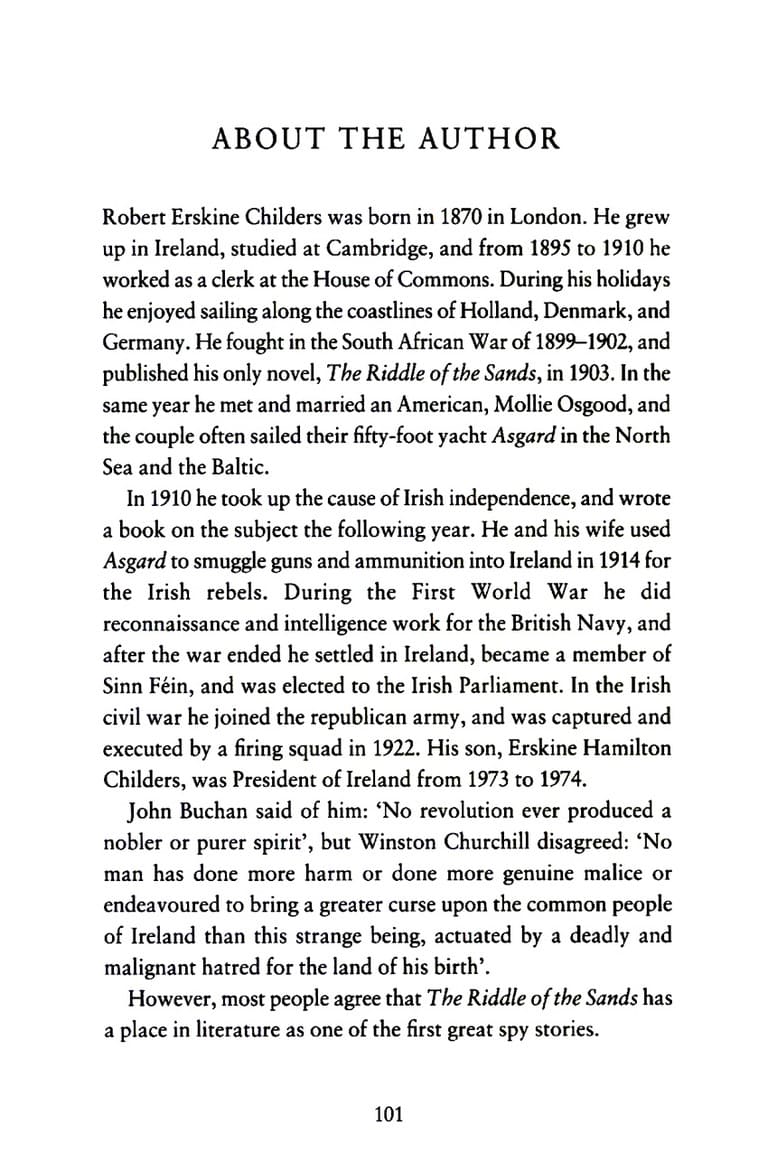 ABOUT THE AUTHOR
Robert Erskine Childers was born in 1870 in London. He grew
up in Ireland, studied at Cambridge, and from 1895 to 1910 he
worked as a clerk at the House of Commons. During his holidays
he enjoyed sailing along the coastlines of Holland, Denmark, and
Germany. He fought in the South African War of 1899–1902, and
published his only novel, The Riddle of the Sands, in 1903. In the
same year he met and married an American, Mollie Osgood, and
the couple often sailed their fifty-foot yacht Asgard in the North
Sea and the Baltic.
In 1910 he took up the cause of Irish independence, and wrote
a book on the subject the following year. He and his wife used
Asgard to smuggle guns and ammunition into Ireland in 1914 for
the Irish rebels. During the First World War he did
reconnaissance and intelligence work for the British Navy, and
after the war ended he settled in Ireland, became a member of
Sinn Féin, and was elected to the Irish Parliament. In the Irish
civil war he joined the republican army, and was captured and
executed by a firing squad in 1922. His son, Erskine Hamilton
Childers, was President of Ireland from 1973 to 1974.
John Buchan said of him: ‘No revolution ever produced a
nobler or purer spirit’, but Winston Churchill disagreed: ‘No
man has done more harm or done more genuine malice or
endeavoured to bring a greater curse upon the common people
of Ireland than this strange being, actuated by a deadly and
malignant hatred for the land of his birth’.
However, most people agree that The Riddle of the Sands has
a place in literature as one of the first great spy stories.
101